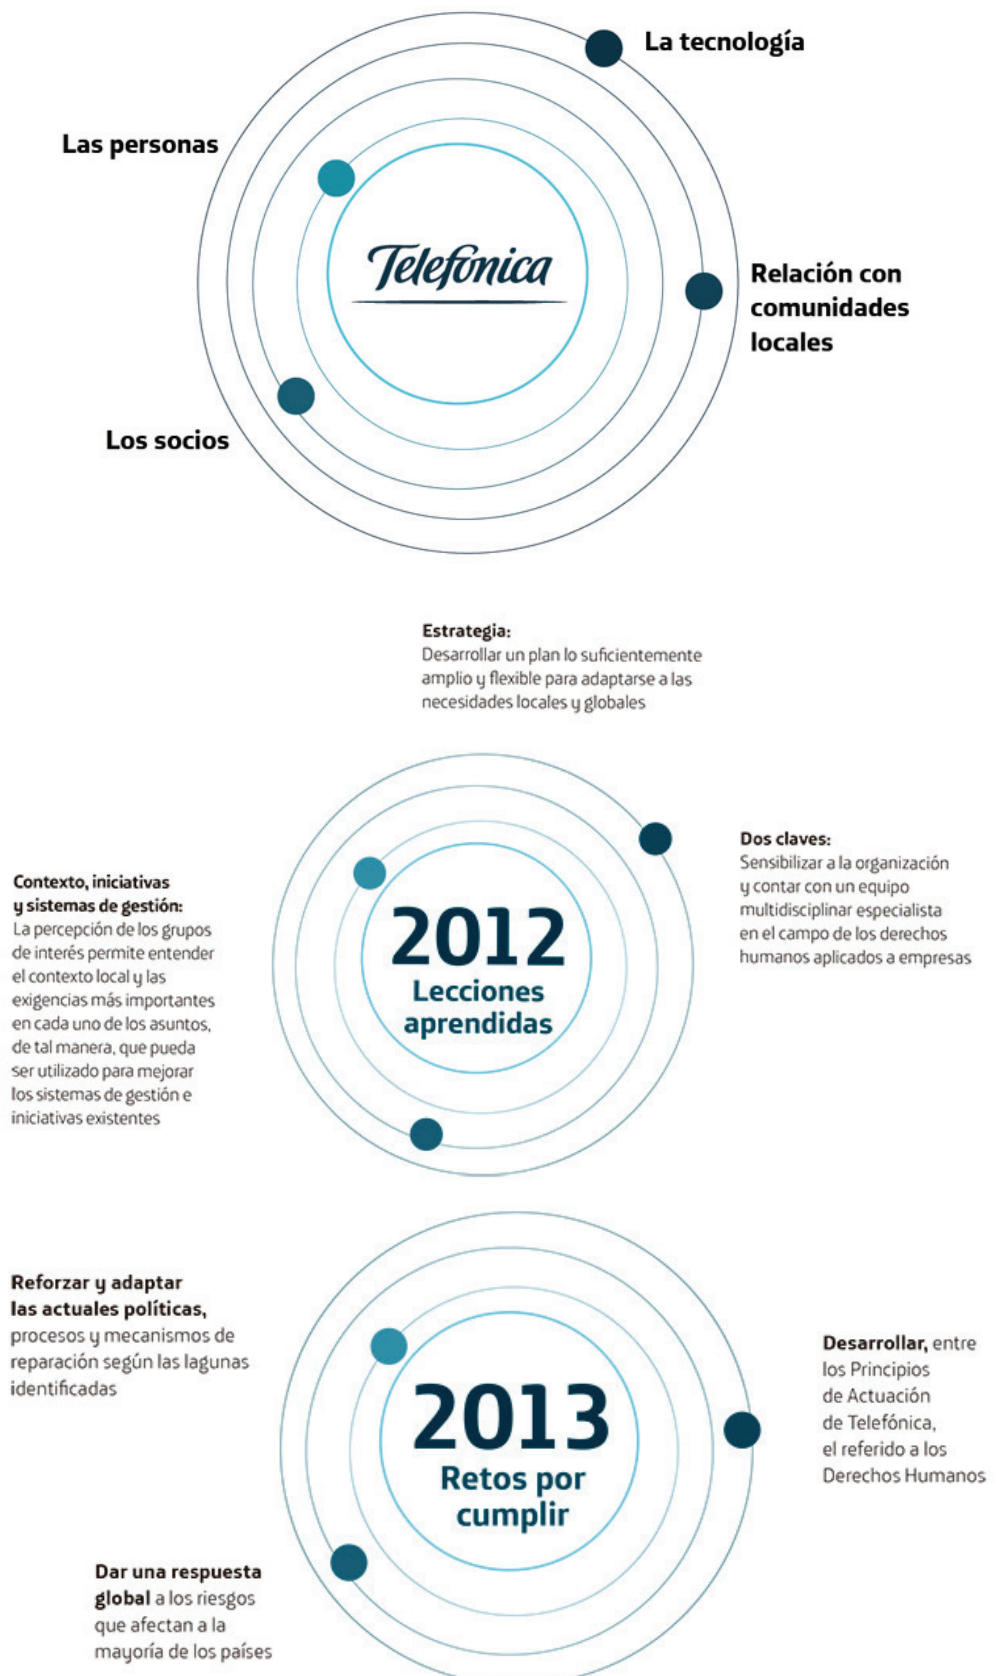 La tecnología
Las personas
Telefónica
Relación con
comunidades
locales
Los socios
Estrategia:
Desarrollar un plan lo suficientemente
amplio y flexible para adaptarse a las
necesidades locales y globales
Dos claves:
Sensibilizar a la organización
y contar con un equipo
multidisciplinar especialista
en el campo de los derechos
humanos aplicados a empresas
Contexto, iniciativas
y sistemas de gestión:
La percepción de los grupos
de interés permite entender
el contexto local y las
exigencias más importantes
en cada uno de los asuntos,
de tal manera, que pueda
ser utilizado para mejorar
los sistemas de gestión e
iniciativas existentes
2012
Lecciones
aprendidas
Reforzar y adaptar
las actuales políticas,
procesos y mecanismos de
reparación según las lagunas
identificadas
2013
Retos por
cumplir
Desarrollar, entre
los Principios
de Actuación
de Telefónica,
el referido a los
Derechos Humanos
Dar una respuesta
global a los riesgos
que afectan a la
mayoría de los países